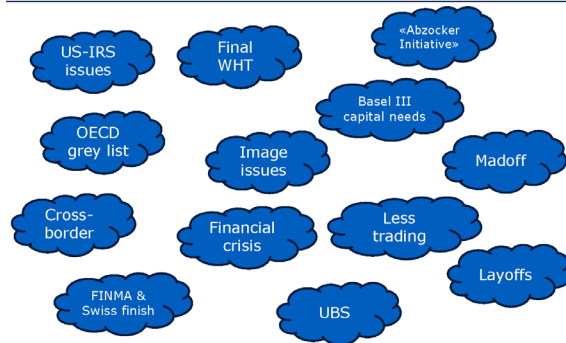 US-IRS
issues
Final
WHT
«Abzocker
Initiative»
Basel III
capital needs
OECD
grey list
Image
issues
Madoff
Cross-
border
Financial
crisis
Less
trading
Layoffs
FINMA &
Swiss finish
UBS